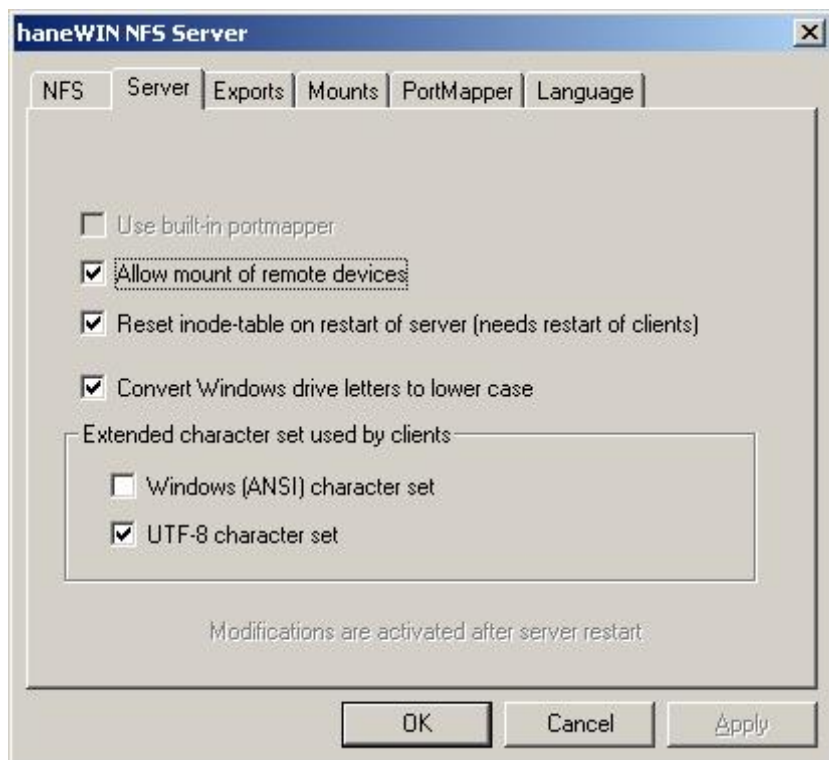 haneWIN NFS Server
NFS Server Exports Mounts PortMapper Language
Use built-in portmapper
Allow mount of remote devices
Reset inode-table on restart of server (needs restart of clients)
Convert Windows drive letters to lower case
Extended character set used by clients
Windows (ANSI) character set
UTF-8 character set
Modifications are activated after server restart
OK Cancel Apply